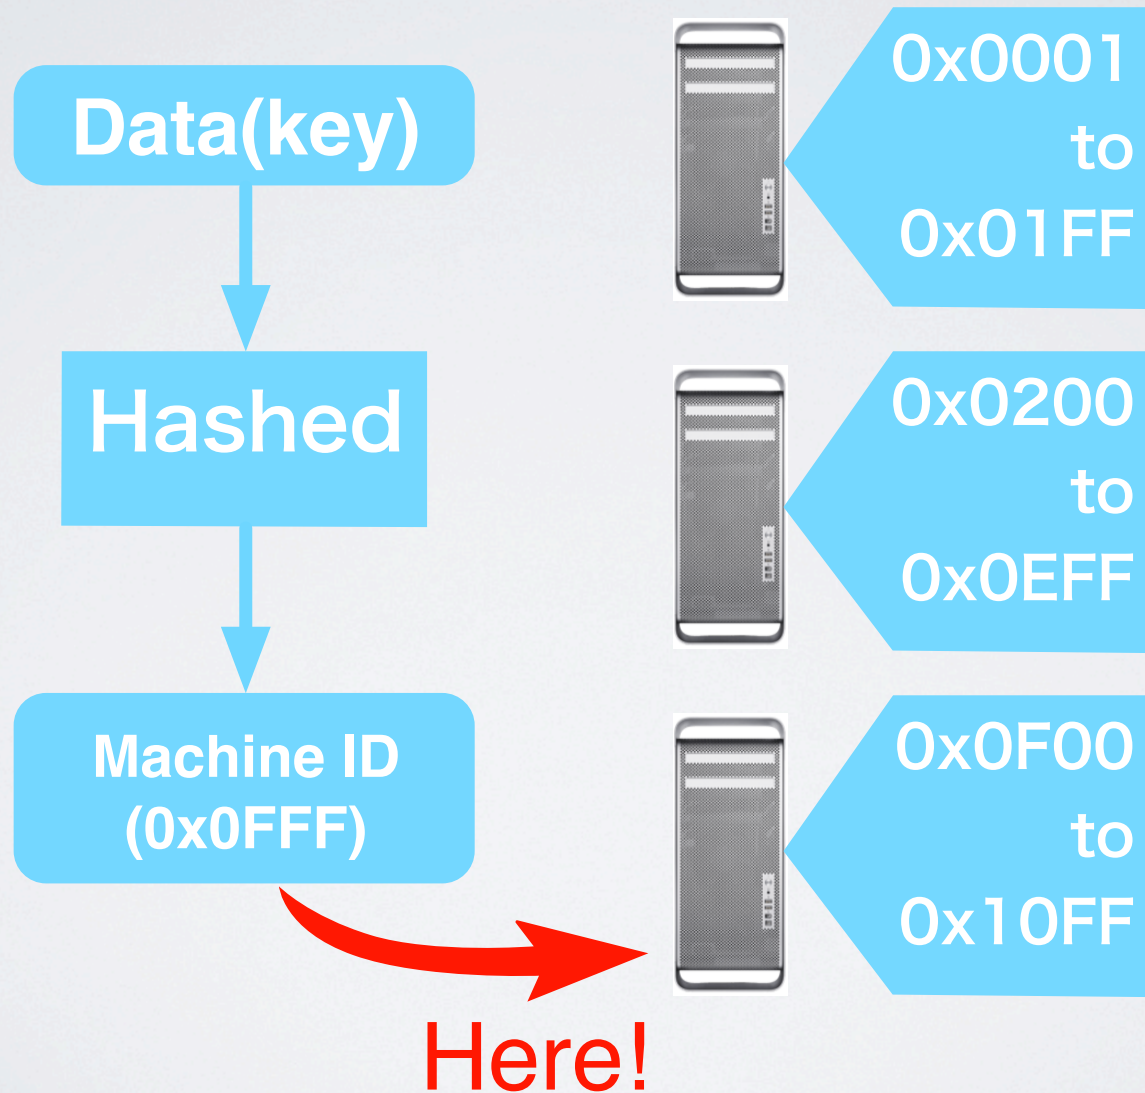 Data(key)
Hashed
Machine ID
(0x0FFF)
Here!
0x0001
to
0x01FF
0x0200
to
0x0EFF
0x0F00
to
0x10FF